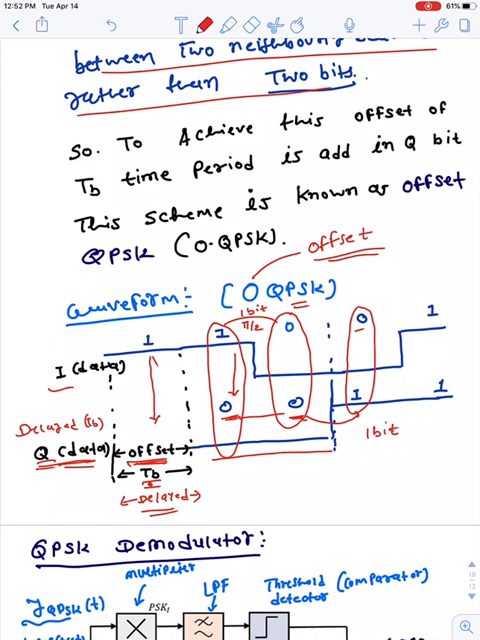 12:52 PM Tue Apr 14
81%
between Two neighbouring
rather than Two bits.
So. To Achieve this offset of
Tb time Period is add in Q bit
This scheme is known as offset
QPSK (O-QPSK).
offset
waveform:- [O QPSK]
1bit
π/2
1 1 0 0 1
I (data)
0 0 1 1
Delayed (Tb)
Q (data) offset
1bit
Tb
Delayed
QPSK Demodulator:
multiplier
LPF
Threshold (Comparator)
detector
PSKt